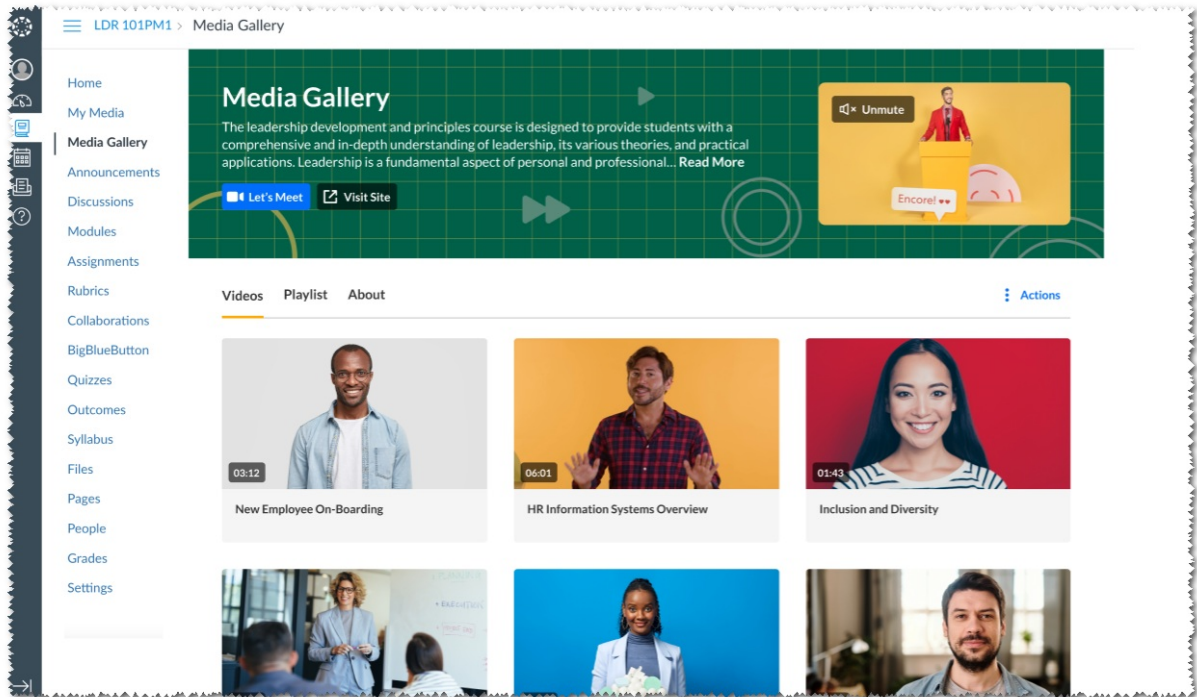 LDR 101PM1 > Media Gallery
Home
My Media
Media Gallery
Announcements
Discussions
Modules
Assignments
Rubrics
Collaborations
BigBlueButton
Quizzes
Outcomes
Syllabus
Files
Pages
People
Grades
Settings
Media Gallery
The leadership development and principles course is designed to provide students with a
comprehensive and in-depth understanding of leadership, its various theories, and practical
applications. Leadership is a fundamental aspect of personal and professional... Read More
Let's Meet
Visit Site
Unmute
Encore!
Videos Playlist About
Actions
03:12
New Employee On-Boarding
06:01
HR Information Systems Overview
01:43
Inclusion and Diversity